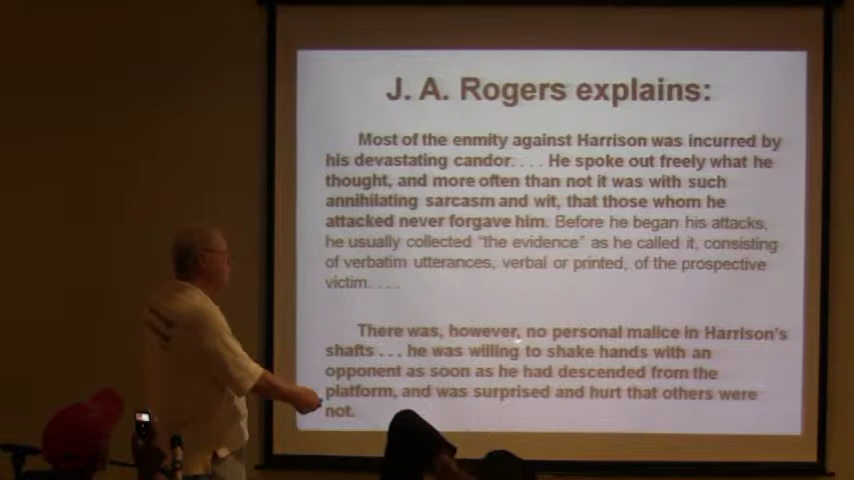 J. A. Rogers explains:
Most of the enmity against Harrison was incurred by
his devastating candor. . . . He spoke out freely what he
thought, and more often than not it was with such
annihilating sarcasm and wit, that those whom he
attacked never forgave him. Before he began his attacks,
he usually collected “the evidence” as he called it, consisting
of verbatim utterances, verbal or printed, of the prospective
victim. . . .
There was, however, no personal malice in Harrison's
shafts . . . he was willing to shake hands with an
opponent as soon as he had descended from the
platform, and was surprised and hurt that others were
not.